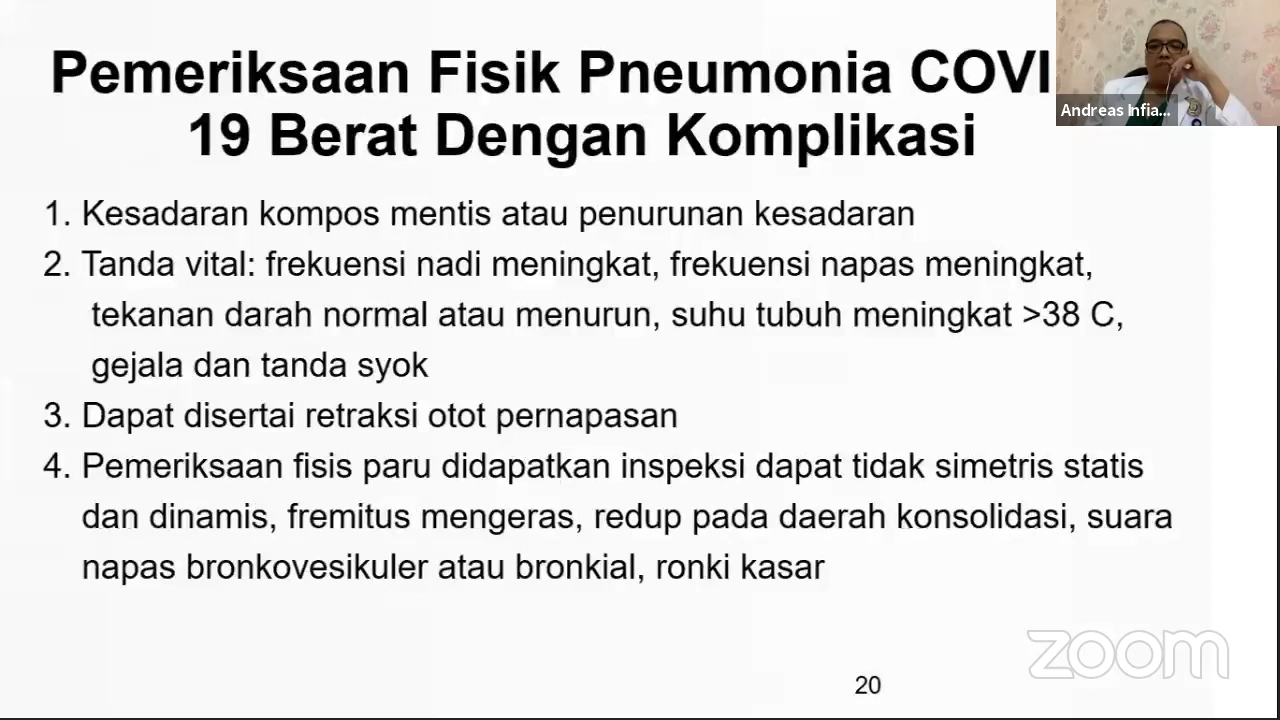 Pemeriksaan Fisik Pneumonia COVI
19 Berat Dengan Komplikasi
1. Kesadaran kompos mentis atau penurunan kesadaran
2. Tanda vital: frekuensi nadi meningkat, frekuensi napas meningkat,
tekanan darah normal atau menurun, suhu tubuh meningkat >38 C,
gejala dan tanda syok
3. Dapat disertai retraksi otot pernapasan
4. Pemeriksaan fisis paru didapatkan inspeksi dapat tidak simetris statis
dan dinamis, fremitus mengeras, redup pada daerah konsolidasi, suara
napas bronkovesikuler atau bronkial, ronki kasar
20
Andreas Infia...
zoom